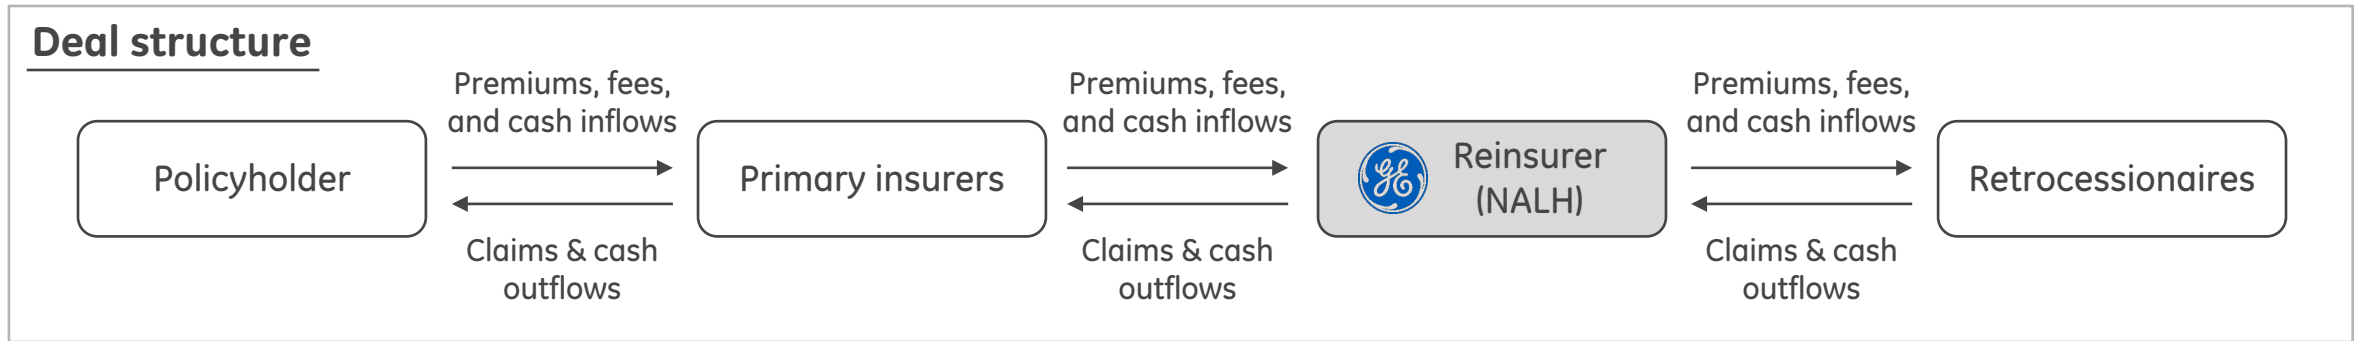 Deal structure
Premiums, fees,
and cash inflows
Premiums, fees,
and cash inflows
Premiums, fees,
and cash inflows
Policyholder
Primary insurers
GE
Reinsurer
(NALH)
Retrocessionaires
Claims & cash
outflows
Claims & cash
outflows
Claims & cash
outflows